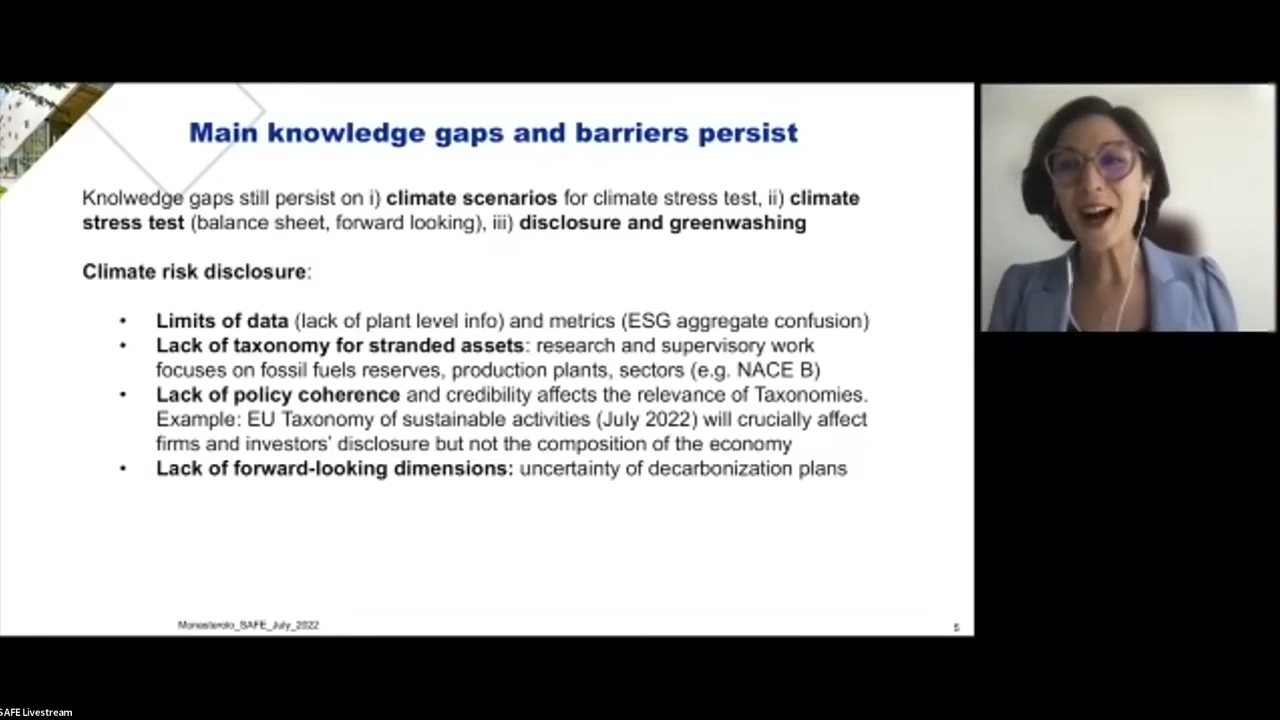 Main knowledge gaps and barriers persist
Knolwedge gaps still persist on i) climate scenarios for climate stress test, ii) climate
stress test (balance sheet, forward looking), iii) disclosure and greenwashing
Climate risk disclosure:
• Limits of data (lack of plant level info) and metrics (ESG aggregate confusion)
• Lack of taxonomy for stranded assets: research and supervisory work
focuses on fossil fuels reserves, production plants, sectors (e.g. NACE B)
• Lack of policy coherence and credibility affects the relevance of Taxonomies.
Example: EU Taxonomy of sustainable activities (July 2022) will crucially affect
firms and investors' disclosure but not the composition of the economy
• Lack of forward-looking dimensions: uncertainty of decarbonization plans
Monasterolo_SAFE_July_2022
5
SAFE Livestream